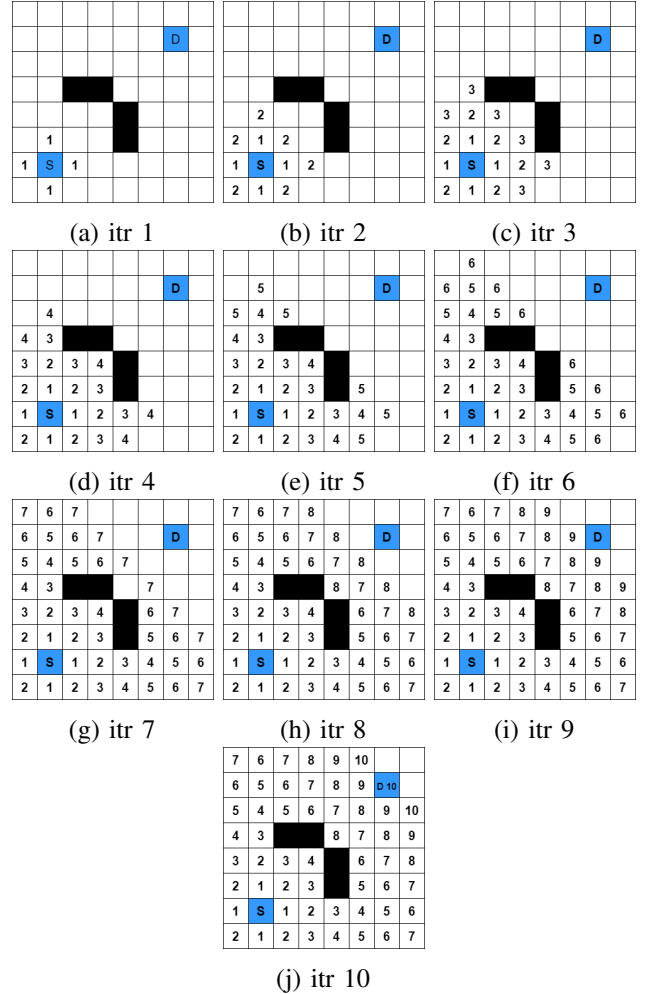 D
1
1 S 1
1
(a) itr 1
D
2
2 1 2
1 S 1 2
2 1 2
(b) itr 2
D
3
3 2 3
2 1 2 3
1 S 1 2 3
2 1 2 3
(c) itr 3
D
4
4 3
3 2 3 4
2 1 2 3
1 S 1 2 3 4
2 1 2 3 4
(d) itr 4
5 D
5 4 5
4 3
3 2 3 4
2 1 2 3 5
1 S 1 2 3 4 5
2 1 2 3 4 5
(e) itr 5
6
6 5 6 D
5 4 5 6
4 3
3 2 3 4 6
2 1 2 3 5 6
1 S 1 2 3 4 5 6
2 1 2 3 4 5 6
(f) itr 6
7 6 7
6 5 6 7 D
5 4 5 6 7
4 3 7
3 2 3 4 6 7
2 1 2 3 5 6 7
1 S 1 2 3 4 5 6
2 1 2 3 4 5 6 7
(g) itr 7
7 6 7 8
6 5 6 7 8 D
5 4 5 6 7 8
4 3 8 7 8
3 2 3 4 6 7 8
2 1 2 3 5 6 7
1 S 1 2 3 4 5 6
2 1 2 3 4 5 6 7
(h) itr 8
7 6 7 8 9
6 5 6 7 8 9 D
5 4 5 6 7 8 9
4 3 8 7 8 9
3 2 3 4 6 7 8
2 1 2 3 5 6 7
1 S 1 2 3 4 5 6
2 1 2 3 4 5 6 7
(i) itr 9
7 6 7 8 9 10
6 5 6 7 8 9 D 10
5 4 5 6 7 8 9 10
4 3 8 7 8 9
3 2 3 4 6 7 8
2 1 2 3 5 6 7
1 S 1 2 3 4 5 6
2 1 2 3 4 5 6 7
(j) itr 10